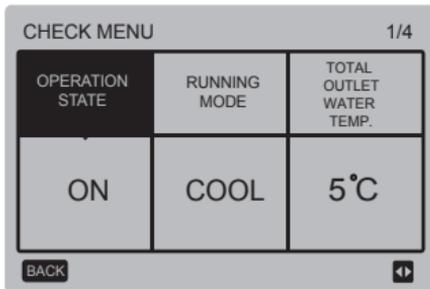 CHECK MENU 1/4
OPERATION
STATE
RUNNING
MODE
TOTAL
OUTLET
WATER
TEMP.
ON
COOL
5°C
BACK